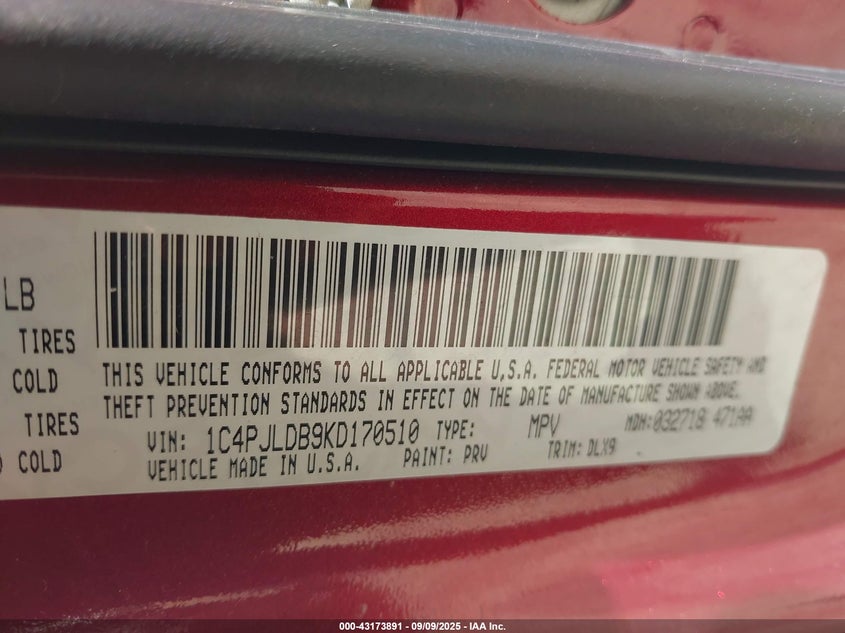 LB
TIRES
COLD
TIRES
COLD
THIS VEHICLE CONFORMS TO ALL APPLICABLE U.S.A. FEDERAL MOTOR VEHICLE SAFETY AND
THEFT PREVENTION STANDARDS IN EFFECT ON THE DATE OF MANUFACTURE SHOWN ABOVE.
VIN: 1C4PJLDB9KD170510 TYPE: MPV MDH:032718 471AA
VEHICLE MADE IN U.S.A. PAINT: PRV TRIM: DLX9
000-43173891 - 09/09/2025 - IAA Inc.